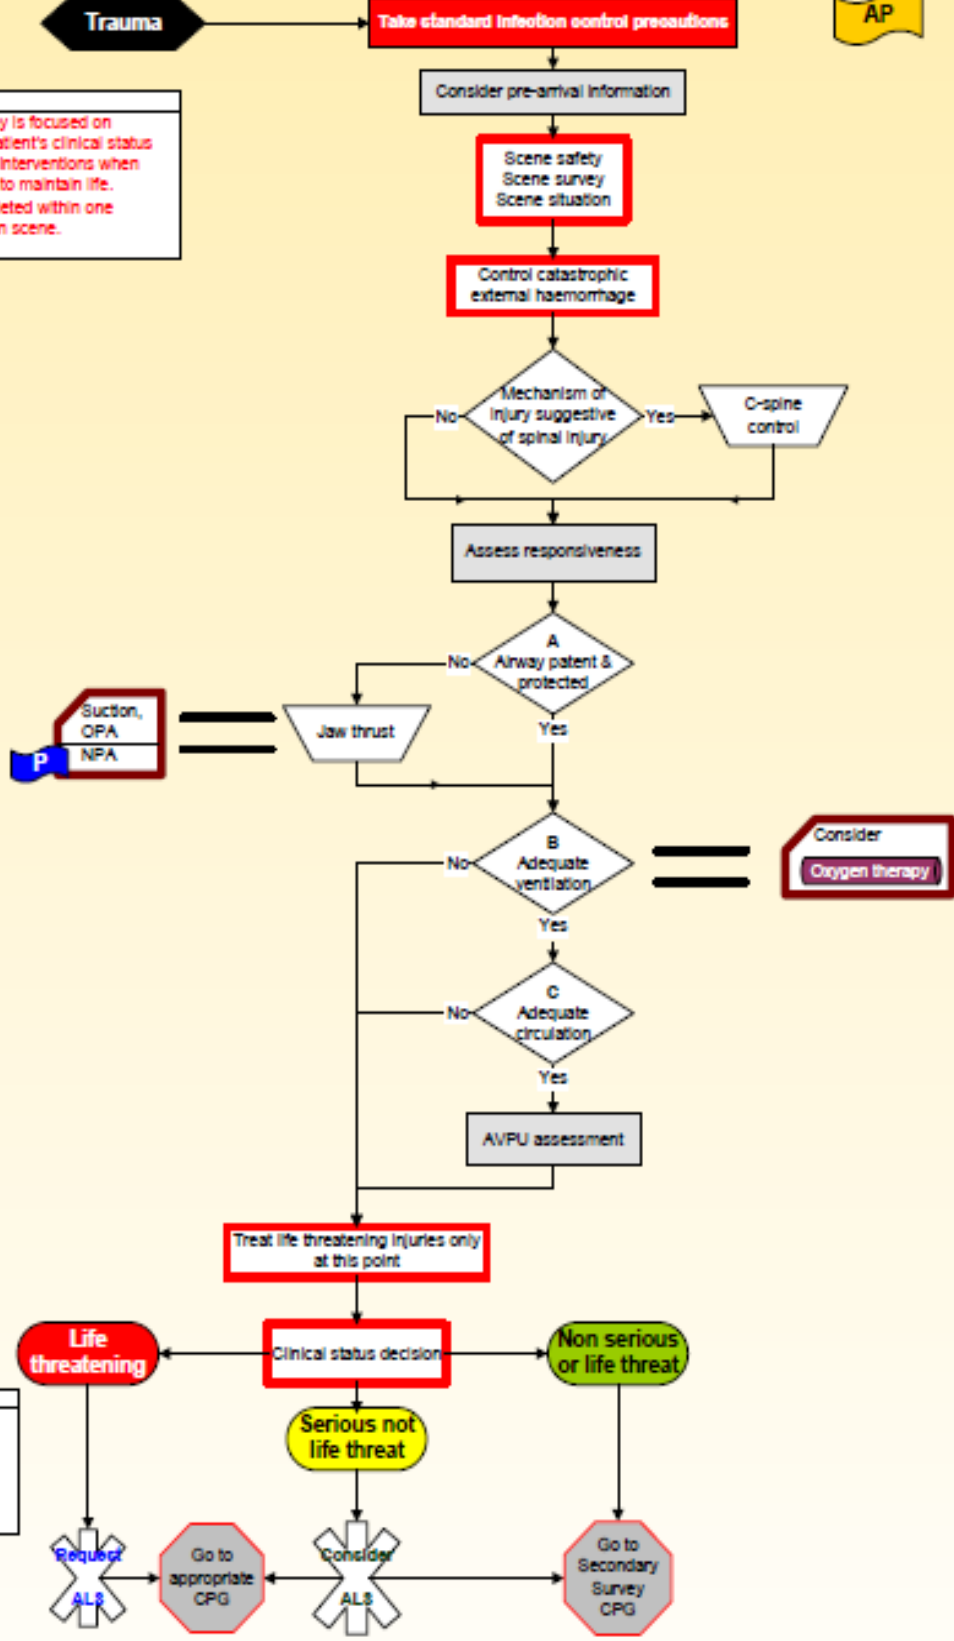 Trauma
Take standard infection control precautions
AP
Consider pre-arrival information
y is focused on
atient's clinical status
interventions when
to maintain life.
eted within one
n scene.
Scene safety
Scene survey
Scene situation
Control catastrophic
external haemorrhage
Mechanism of
injury suggestive
of spinal injury
No
Yes
C-spine
control
Assess responsiveness
A
Airway patent &
protected
No
Yes
Suction,
OPA
NPA
P
Jaw thrust
B
Adequate
ventilation
No
Yes
Consider
Oxygen therapy
C
Adequate
circulation
No
Yes
AVPU assessment
Treat life threatening injuries only
at this point
Life
threatening
Clinical status decision
Non serious
or life threat
Serious not
life threat
Request
ALS
Go to
appropriate
CPG
Consider
ALS
Go to
Secondary
Survey
CPG